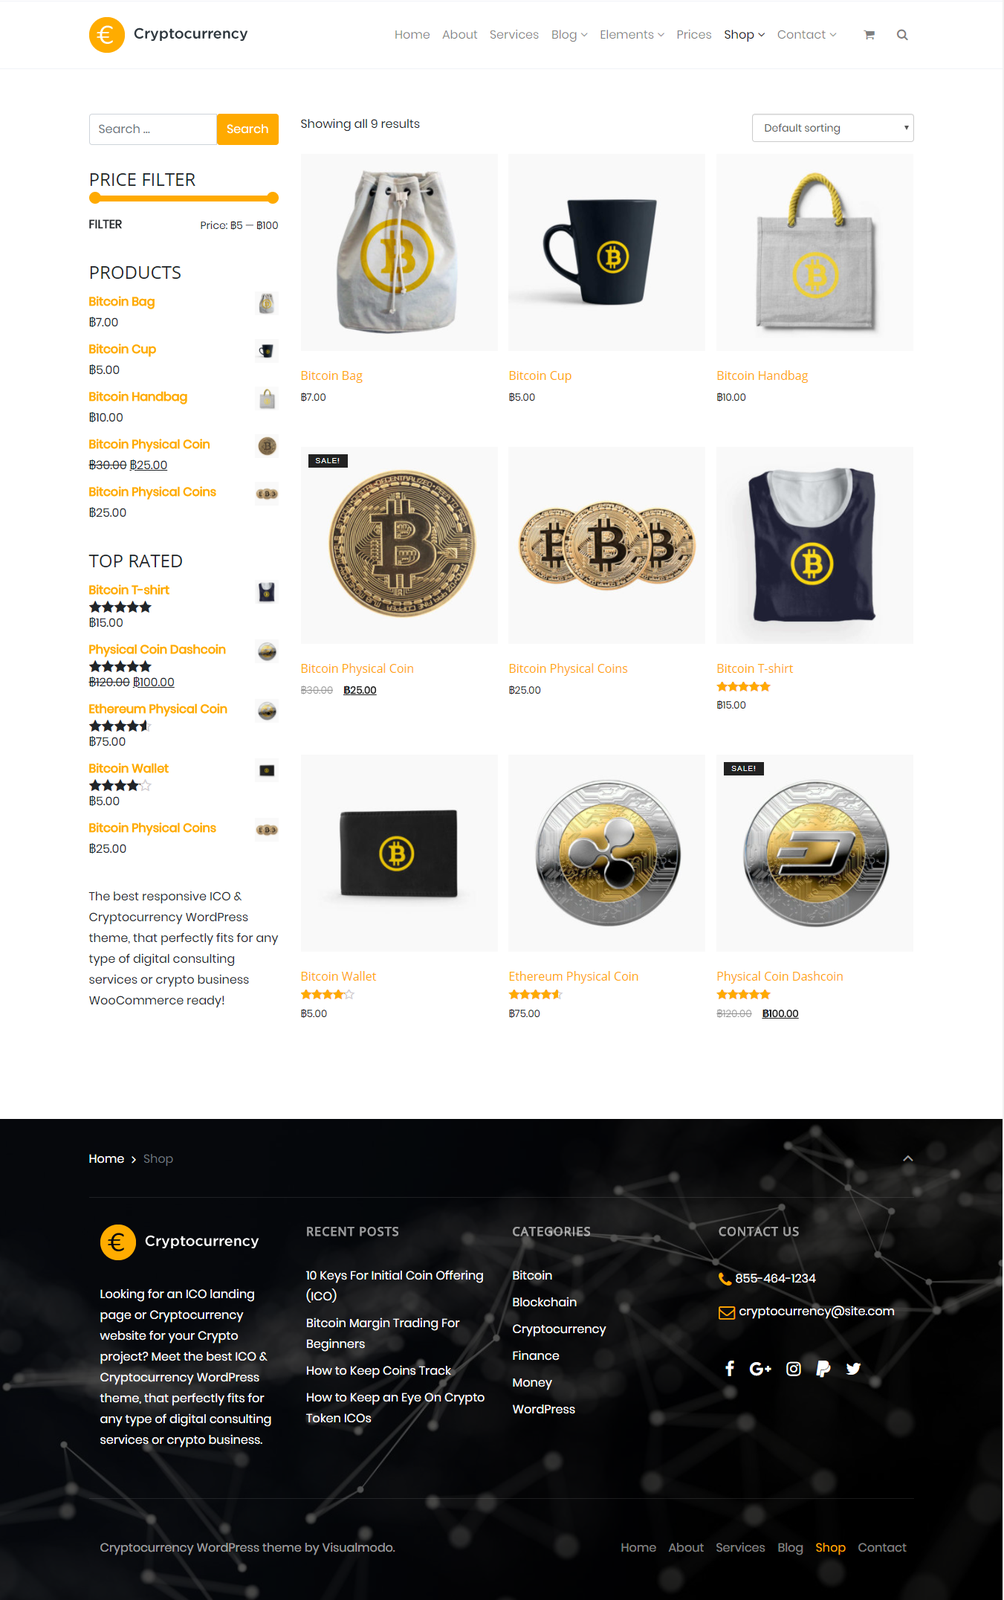 Cryptocurrency
Home About Services Blog Elements Prices Shop Contact
Search ...
Search
PRICE FILTER
FILTER
Price: ฿5 — ฿100
PRODUCTS
Bitcoin Bag
฿7.00
Bitcoin Cup
฿5.00
Bitcoin Handbag
฿10.00
Bitcoin Physical Coin
฿30.00 ฿25.00
Bitcoin Physical Coins
฿25.00
TOP RATED
Bitcoin T-shirt
฿15.00
Physical Coin Dashcoin
฿120.00 ฿100.00
Ethereum Physical Coin
฿75.00
Bitcoin Wallet
฿5.00
Bitcoin Physical Coins
฿25.00
The best responsive ICO &
Cryptocurrency WordPress
theme, that perfectly fits for any
type of digital consulting
services or crypto business
WooCommerce ready!
Showing all 9 results
Default sorting
Bitcoin Bag
฿7.00
Bitcoin Cup
฿5.00
Bitcoin Handbag
฿10.00
SALE!
Bitcoin Physical Coin
฿30.00 ฿25.00
Bitcoin Physical Coins
฿25.00
Bitcoin T-shirt
฿15.00
Bitcoin Wallet
฿5.00
Ethereum Physical Coin
฿75.00
SALE!
Physical Coin Dashcoin
฿120.00 ฿100.00
Home > Shop
Cryptocurrency
Looking for an ICO landing
page or Cryptocurrency
website for your Crypto
project? Meet the best ICO &
Cryptocurrency WordPress
theme, that perfectly fits for
any type of digital consulting
services or crypto business.
RECENT POSTS
10 Keys For Initial Coin Offering
(ICO)
Bitcoin Margin Trading For
Beginners
How to Keep Coins Track
How to Keep an Eye On Crypto
Token ICOs
CATEGORIES
Bitcoin
Blockchain
Cryptocurrency
Finance
Money
WordPress
CONTACT US
855-464-1234
cryptocurrency@site.com
Cryptocurrency WordPress theme by Visualmodo.
Home About Services Blog Shop Contact